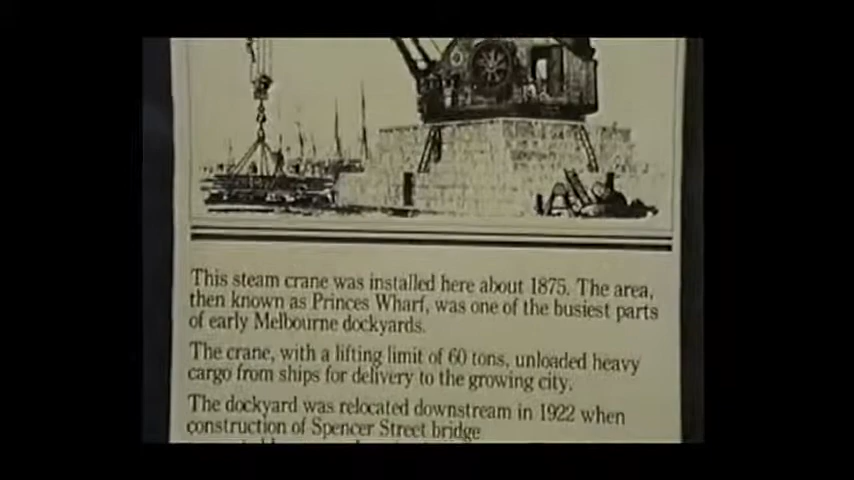 This steam crane was installed here about 1875. The area,
then known as Princes Wharf, was one of the busiest parts
of early Melbourne dockyards.
The crane, with a lifting limit of 60 tons, unloaded heavy
cargo from ships for delivery to the growing city.
The dockyard was relocated downstream in 1922 when
construction of Spencer Street bridge